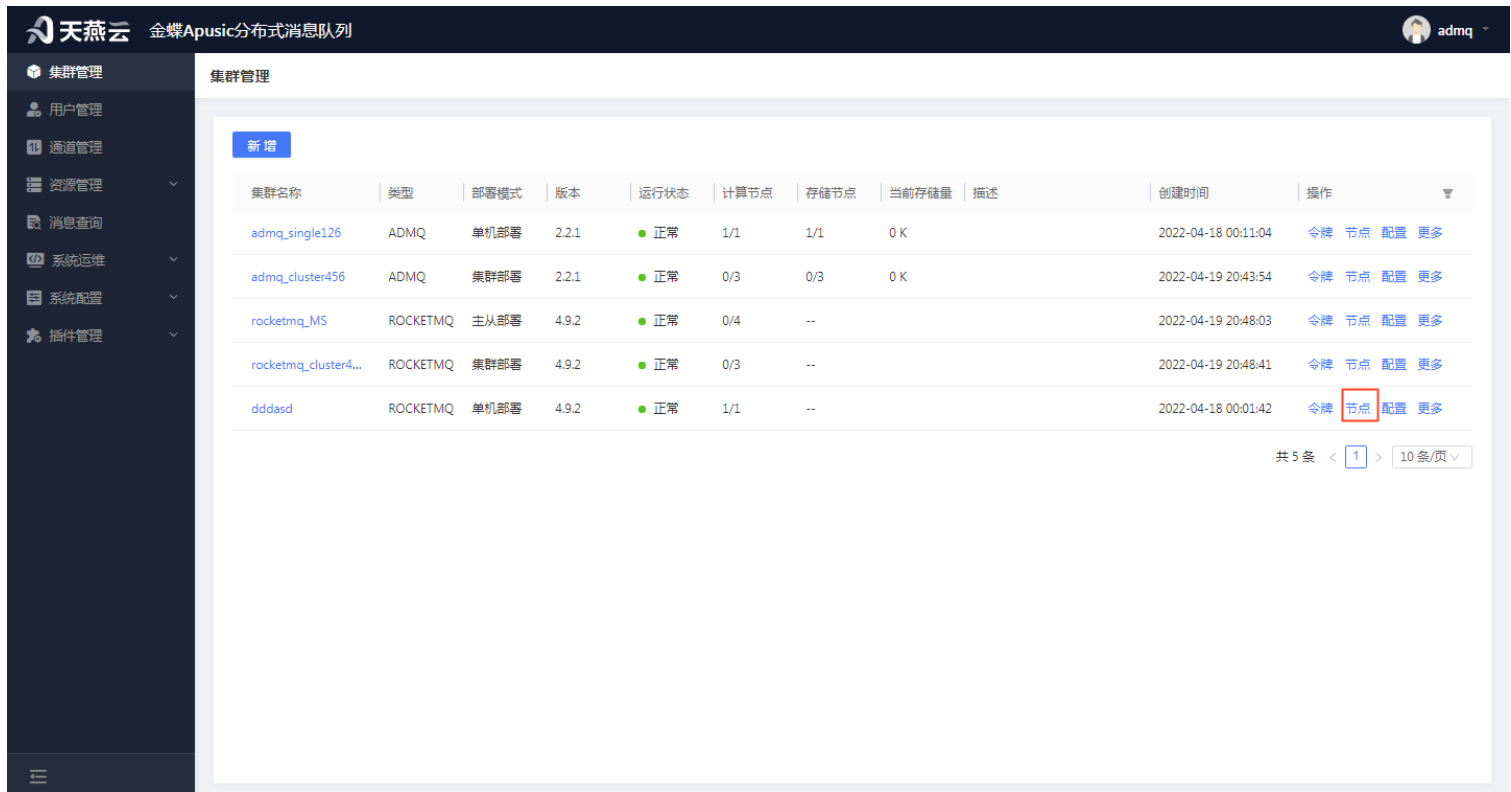 天燕云 金蝶Apusic分布式消息队列 admq
集群管理
用户管理
通道管理
资源管理
消息查询
系统运维
系统配置
插件管理
集群管理
新增
集群名称 类型 部署模式 版本 运行状态 计算节点 存储节点 当前存储量 描述 创建时间 操作
admq_single126 ADMQ 单机部署 2.2.1 正常 1/1 1/1 0 K 2022-04-18 00:11:04 令牌 节点 配置 更多
admq_cluster456 ADMQ 集群部署 2.2.1 正常 0/3 0/3 0 K 2022-04-19 20:43:54 令牌 节点 配置 更多
rocketmq_MS ROCKETMQ 主从部署 4.9.2 正常 0/4 -- 2022-04-19 20:48:03 令牌 节点 配置 更多
rocketmq_cluster4... ROCKETMQ 集群部署 4.9.2 正常 0/3 -- 2022-04-19 20:48:41 令牌 节点 配置 更多
dddasd ROCKETMQ 单机部署 4.9.2 正常 1/1 -- 2022-04-18 00:01:42 令牌 节点 配置 更多
共 5 条 < 1 > 10 条/页